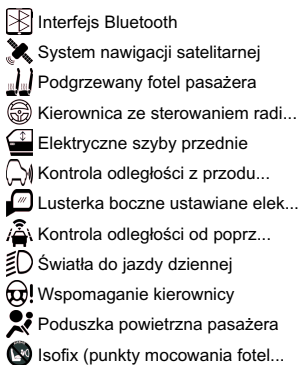 Interfejs Bluetooth
System nawigacji satelitarnej
Podgrzewany fotel pasażera
Kierownica ze sterowaniem radi...
Elektryczne szyby przednie
Kontrola odległości z przodu...
Lusterka boczne ustawiane elek...
Kontrola odległości od poprz...
Światła do jazdy dziennej
Wspomaganie kierownicy
Poduszka powietrzna pasażera
Isofix (punkty mocowania fotel...